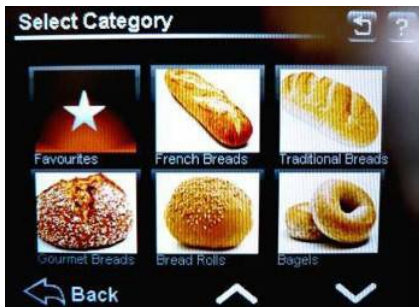 Select Category
?
Favourites
French Breads
Traditional Breads
Gourmet Breads
Bread Rolls
Bagels
Back